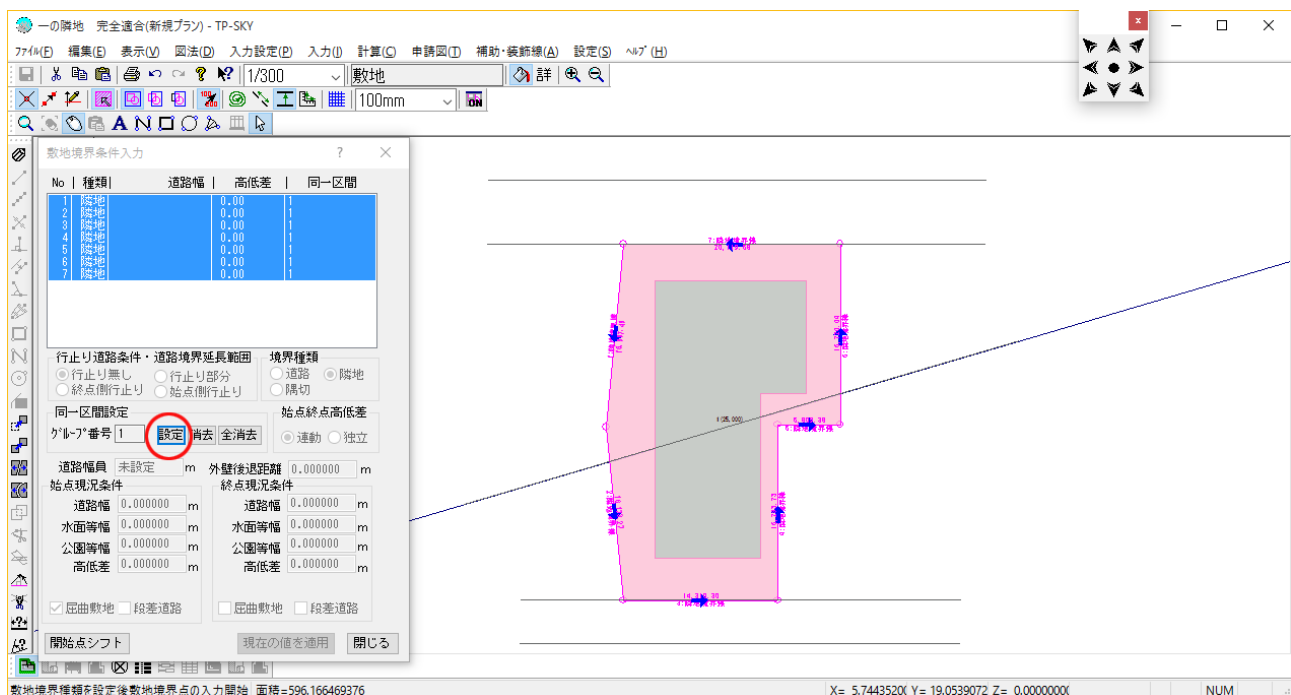 一の隣地 完全適合(新規プラン) - TP-SKY
ﾌｧｲﾙ(F) 編集(E) 表示(V) 図法(D) 入力設定(P) 入力(I) 計算(C) 申請図(T) 補助・装飾線(A) 設定(S) ﾍﾙﾌﾟ(H)
1/300 敷地 詳
100mm ON
敷地境界条件入力 ? ×
No | 種類| 道路幅 | 高低差 | 同一区間
1 隣地 0.00 1
2 隣地 0.00 1
3 隣地 0.00 1
4 隣地 0.00 1
5 隣地 0.00 1
6 隣地 0.00 1
7 隣地 0.00 1
行止り道路条件・道路境界延長範囲 境界種類
行止り無し 行止り部分 道路 隣地
終点側行止り 始点側行止り 隅切
同一区間設定 始点終点高低差
ｸﾞﾙｰﾌﾟ番号 1 設定 消去 全消去 連動 独立
道路幅員 未設定 m 外壁後退距離 0.000000 m
始点現況条件 終点現況条件
道路幅 0.000000 m 道路幅 0.000000 m
水面等幅 0.000000 m 水面等幅 0.000000 m
公園等幅 0.000000 m 公園等幅 0.000000 m
高低差 0.000000 m 高低差 0.000000 m
屈曲敷地 段差道路 屈曲敷地 段差道路
開始点シフト 現在の値を適用 閉じる
1(25.000)
敷地境界種類を設定後敷地境界点の入力開始 面積=596.166469376
X= 5.7443520( Y= 19.0539072 Z= 0.0000000( NUM